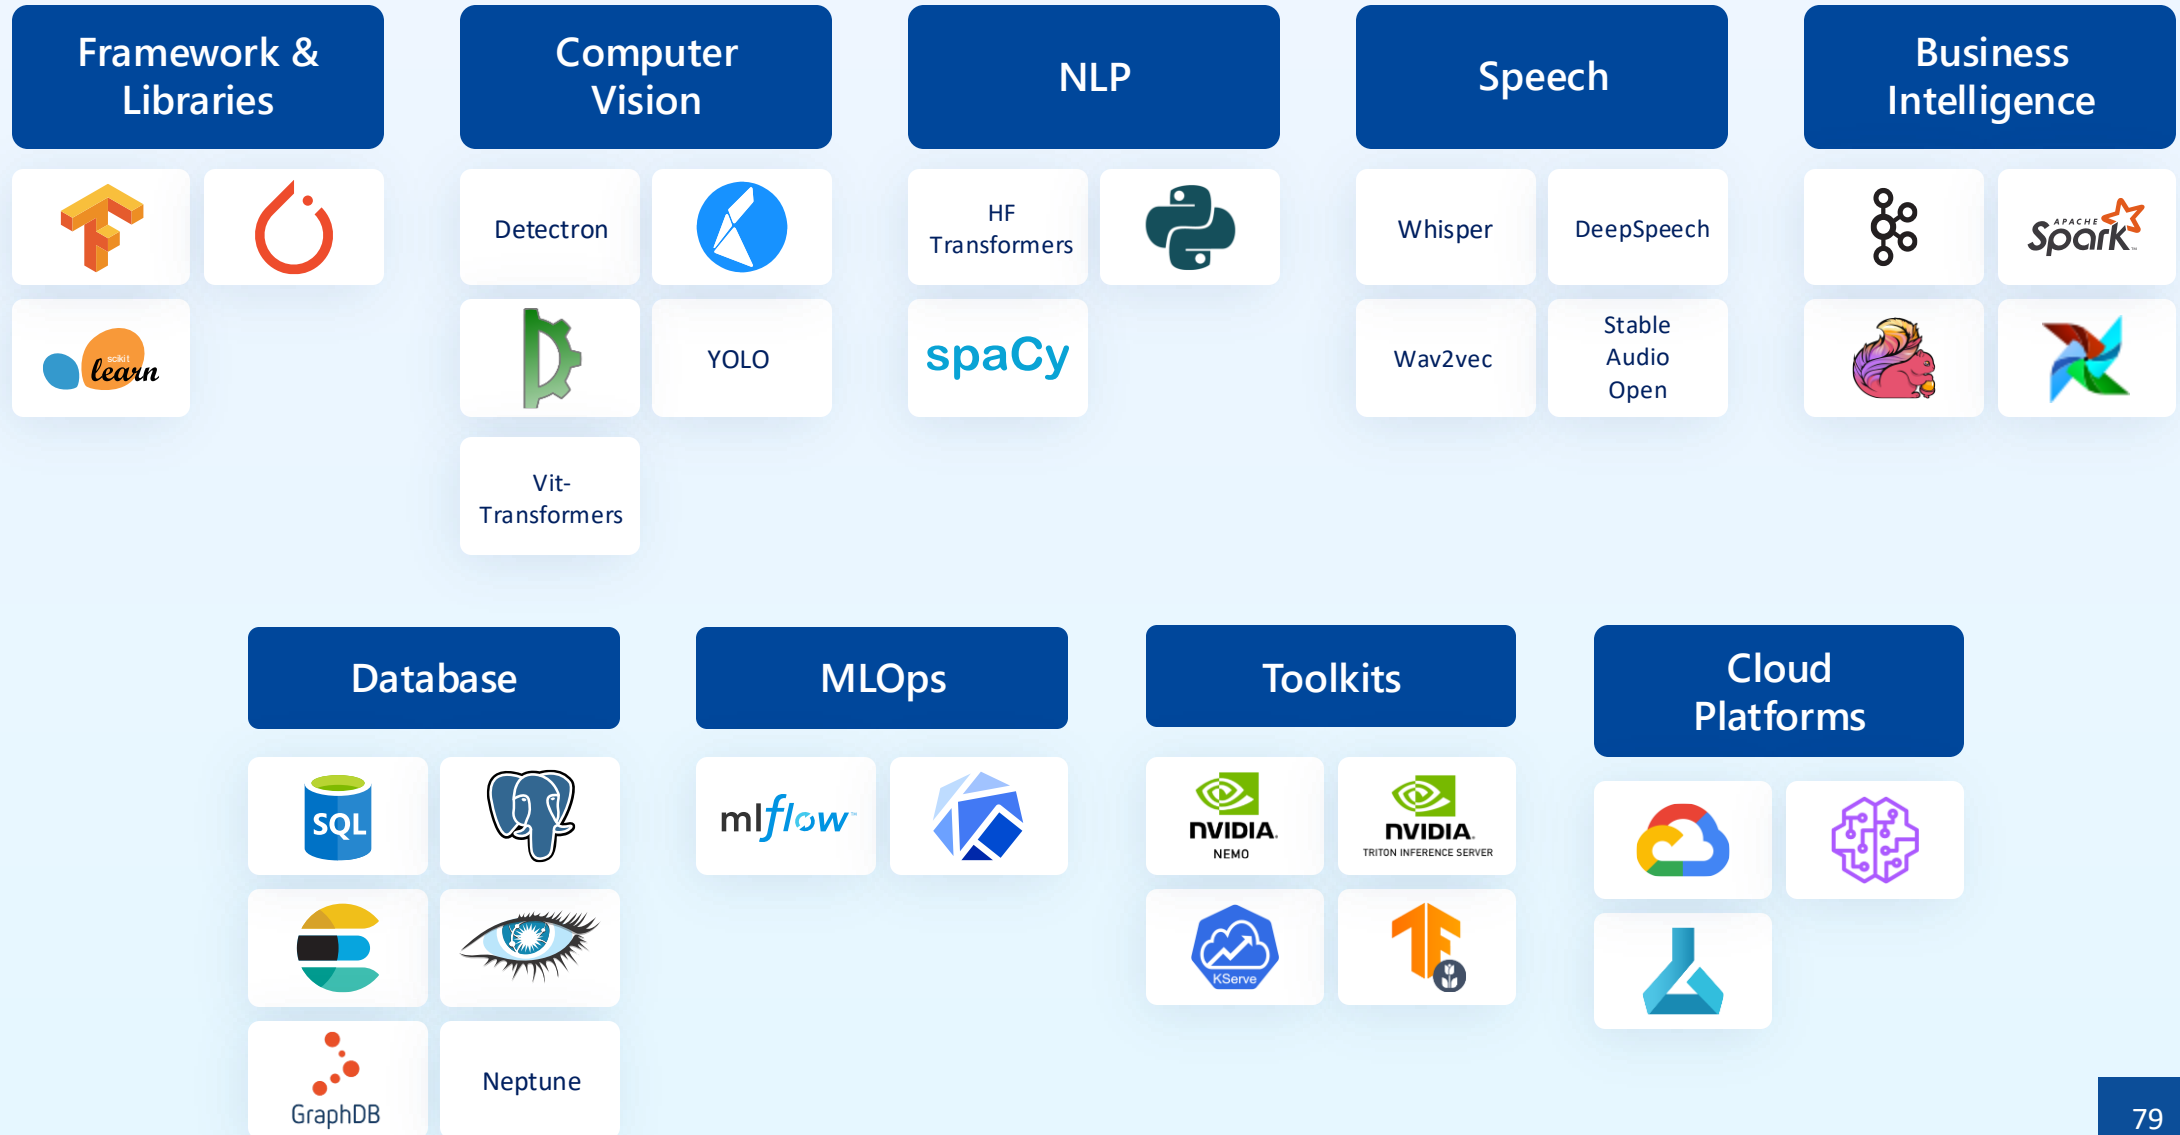 Framework &
Libraries
Computer
Vision
NLP
Speech
Business
Intelligence
Detectron
HF
Transformers
Whisper
DeepSpeech
APACHE
Spark
scikit
learn
YOLO
spaCy
Wav2vec
Stable
Audio
Open
Vit-
Transformers
Database
MLOps
Toolkits
Cloud
Platforms
SQL
mlflow
NVIDIA.
NEMO
NVIDIA.
TRITON INFERENCE SERVER
KServe
GraphDB
Neptune
79